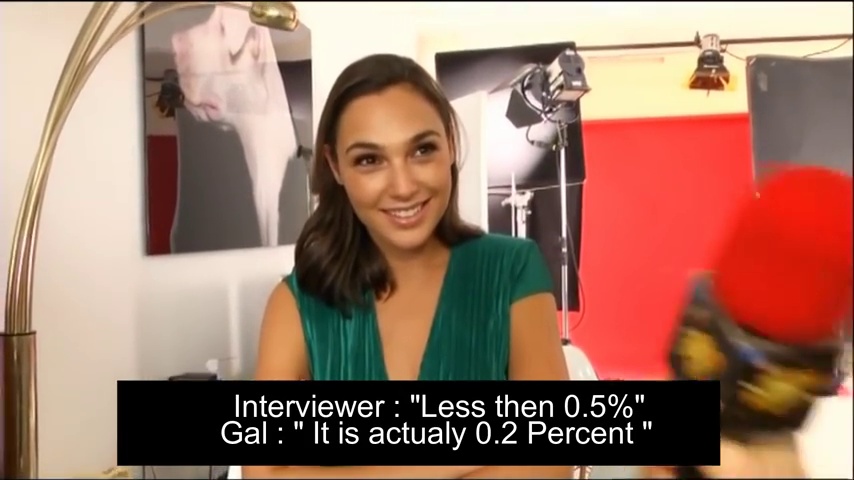 Interviewer : "Less then 0.5%"
Gal : " It is actualy 0.2 Percent "